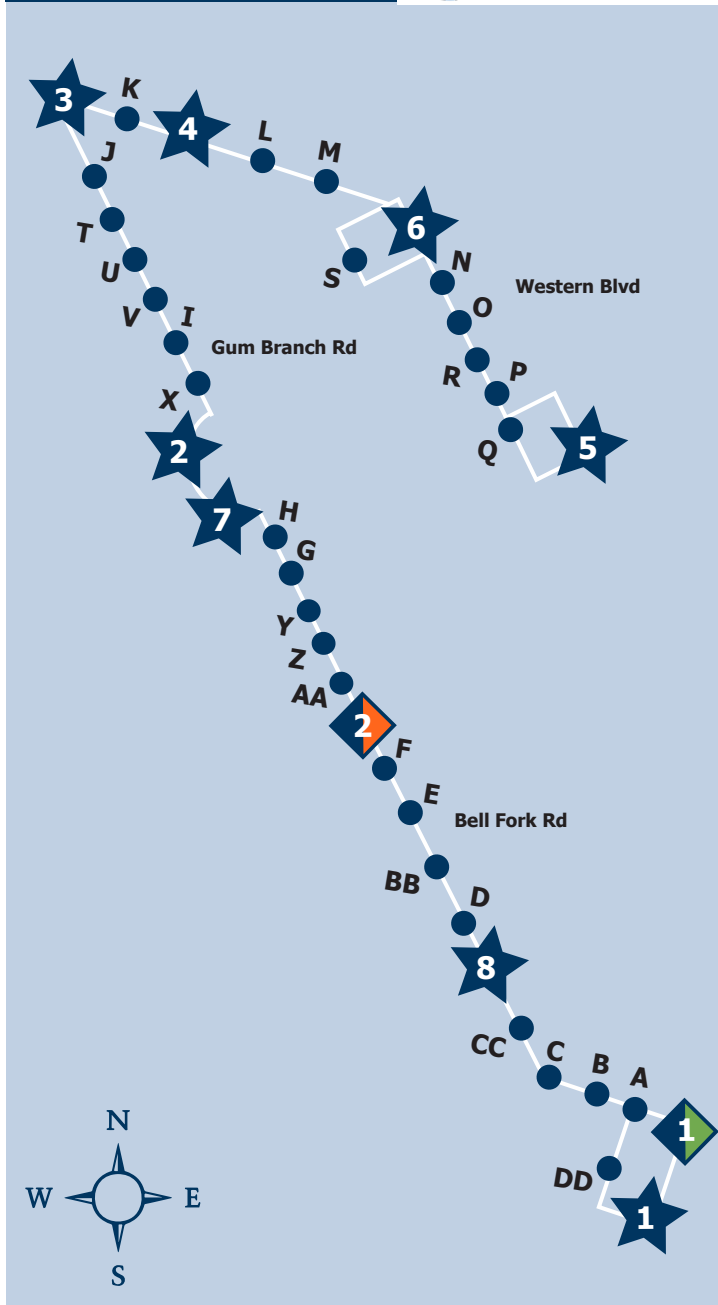 K
3
4
L
J
M
T
6
N
U
S
Western Blvd
V
I
O
Gum Branch Rd
R
P
X
2
Q
5
7
H
G
Y
Z
AA
2
F
E
Bell Fork Rd
BB
D
8
CC
C
B
A
N
1
DD
W
E
1
S